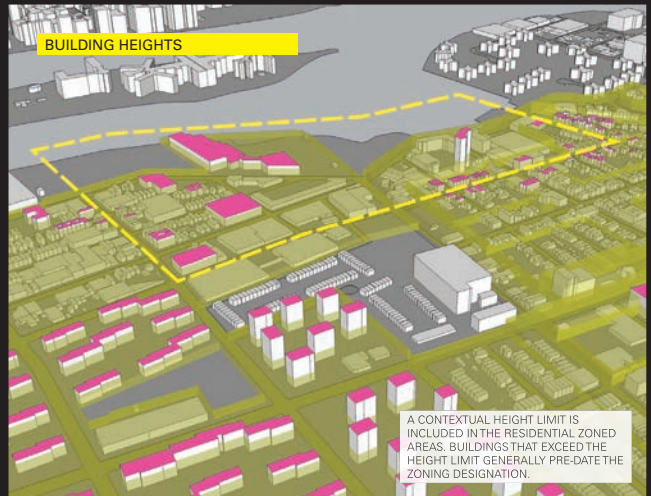 BUILDING HEIGHTS
A CONTEXTUAL HEIGHT LIMIT IS
INCLUDED IN THE RESIDENTIAL ZONED
AREAS. BUILDINGS THAT EXCEED THE
HEIGHT LIMIT GENERALLY PRE-DATE THE
ZONING DESIGNATION.